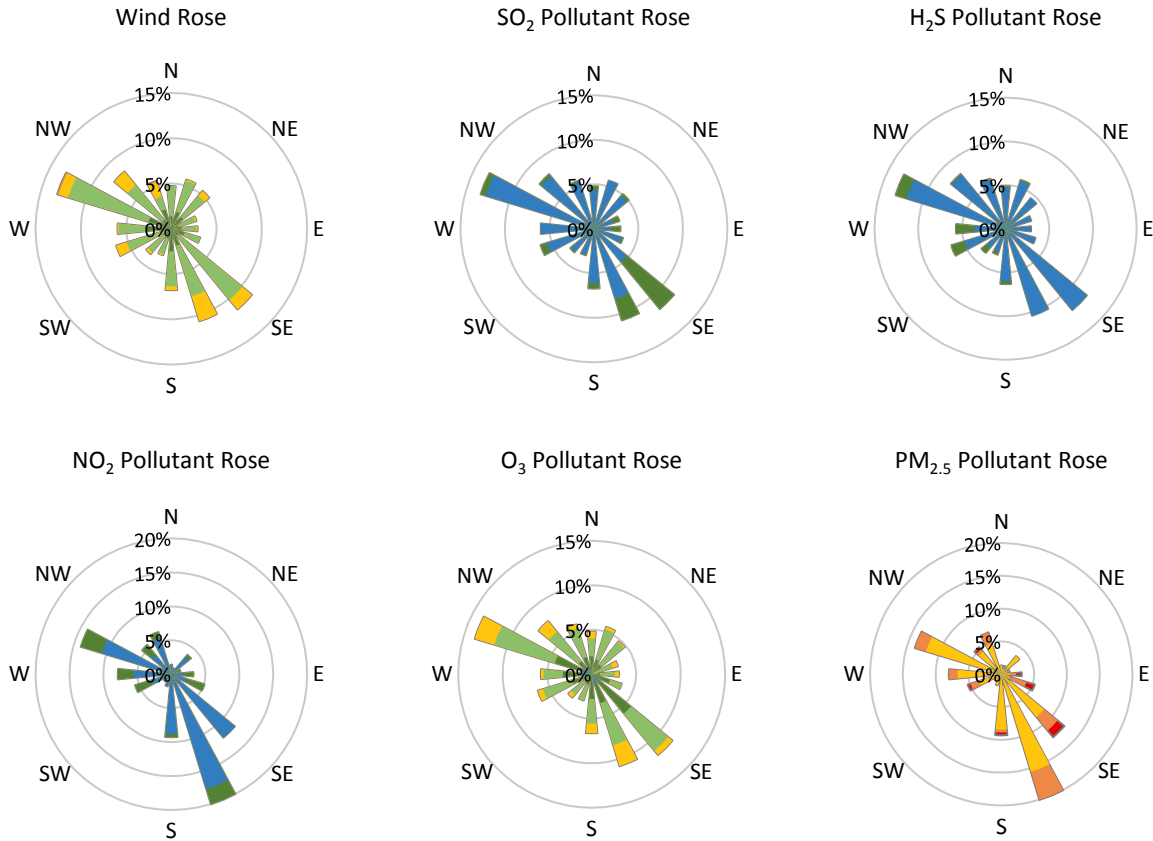 Wind Rose
N
15%
NW
NE
10%
5%
W
0%
E
SW
SE
S
SO₂ Pollutant Rose
N
15%
NW
NE
10%
5%
W
0%
E
SW
SE
S
H₂S Pollutant Rose
N
15%
NW
NE
10%
5%
W
0%
E
SW
SE
S
NO₂ Pollutant Rose
N
20%
NW
NE
15%
10%
5%
W
0%
E
SW
SE
S
O₃ Pollutant Rose
N
15%
NW
NE
10%
5%
W
0%
E
SW
SE
S
PM₂.₅ Pollutant Rose
N
20%
NW
NE
15%
10%
5%
W
0%
E
SW
SE
S